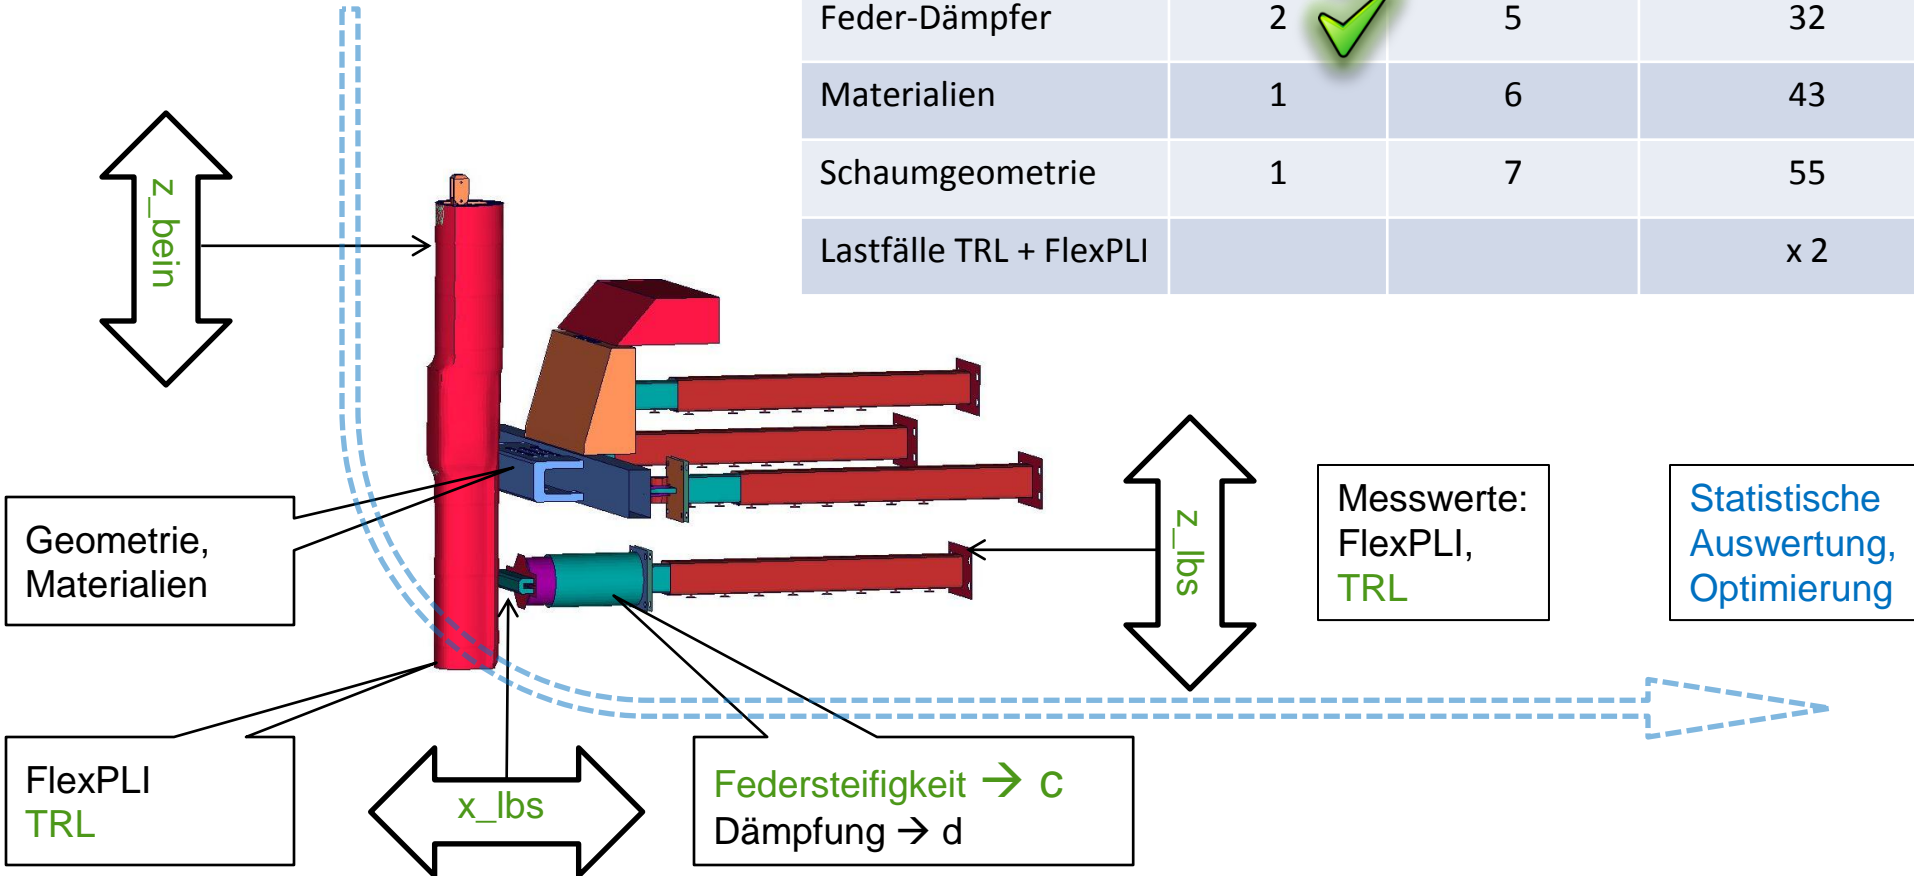 Feder-Dämpfer 2 5 32
Materialien 1 6 43
Schaumgeometrie 1 7 55
Lastfälle TRL + FlexPLI x 2
z_bein
Geometrie,
Materialien
z_lbs
Messwerte:
FlexPLI,
TRL
Statistische
Auswertung,
Optimierung
FlexPLI
TRL
x_lbs
Federsteifigkeit → c
Dämpfung → d